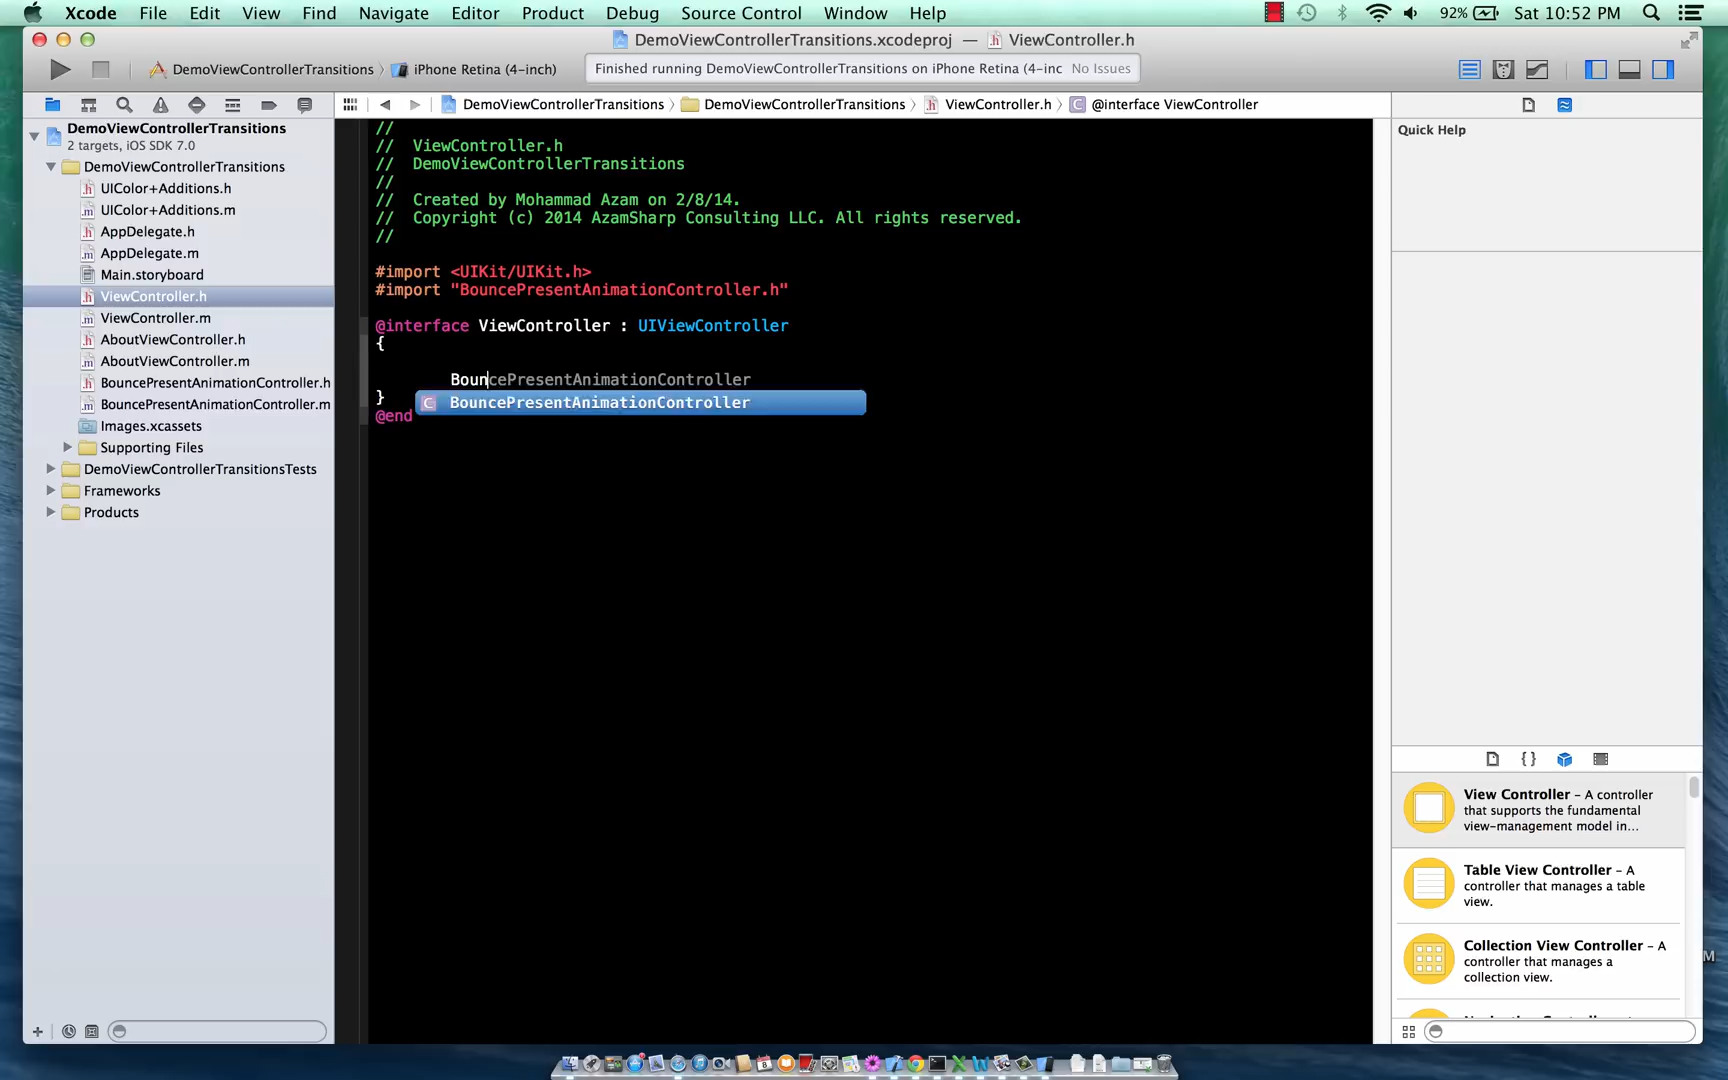 Xcode File Edit View Find Navigate Editor Product Debug Source Control Window Help 92% Sat 10:52 PM
DemoViewControllerTransitions.xcodeproj — ViewController.h
DemoViewControllerTransitions iPhone Retina (4-inch) Finished running DemoViewControllerTransitions on iPhone Retina (4-inc No Issues
DemoViewControllerTransitions DemoViewControllerTransitions ViewController.h @interface ViewController
DemoViewControllerTransitions
2 targets, iOS SDK 7.0
DemoViewControllerTransitions
UIColor+Additions.h
UIColor+Additions.m
AppDelegate.h
AppDelegate.m
Main.storyboard
ViewController.h
ViewController.m
AboutViewController.h
AboutViewController.m
BouncePresentAnimationController.h
BouncePresentAnimationController.m
Images.xcassets
Supporting Files
DemoViewControllerTransitionsTests
Frameworks
Products
//
// ViewController.h
// DemoViewControllerTransitions
//
// Created by Mohammad Azam on 2/8/14.
// Copyright (c) 2014 AzamSharp Consulting LLC. All rights reserved.
//
#import <UIKit/UIKit.h>
#import "BouncePresentAnimationController.h"
@interface ViewController : UIViewController
{
BouncePresentAnimationController
}
C BouncePresentAnimationController
@end
Quick Help
View Controller – A controller
that supports the fundamental
view-management model in...
Table View Controller – A
controller that manages a table
view.
Collection View Controller – A
controller that manages a
collection view.